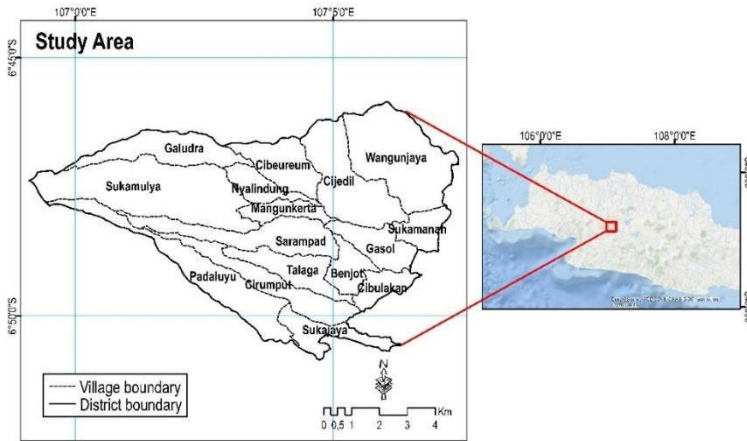 107°0'0"
107°5'0"
Study Area
6°45'0"S
Galudra
Cibeureum
Wangunjaya
Cijedil
Sukamulya
Nyalindung
Mangunkerta
Sukamanah
Sarampad
Gasol
Talaga
Benjot
Padaluyu
Cirumput
Cibulakan
Sukajaya
6°50'0"S
Village boundary
District boundary
N
Km
0 0,5 1 2 3 4
106°0'0"
108°0'0"